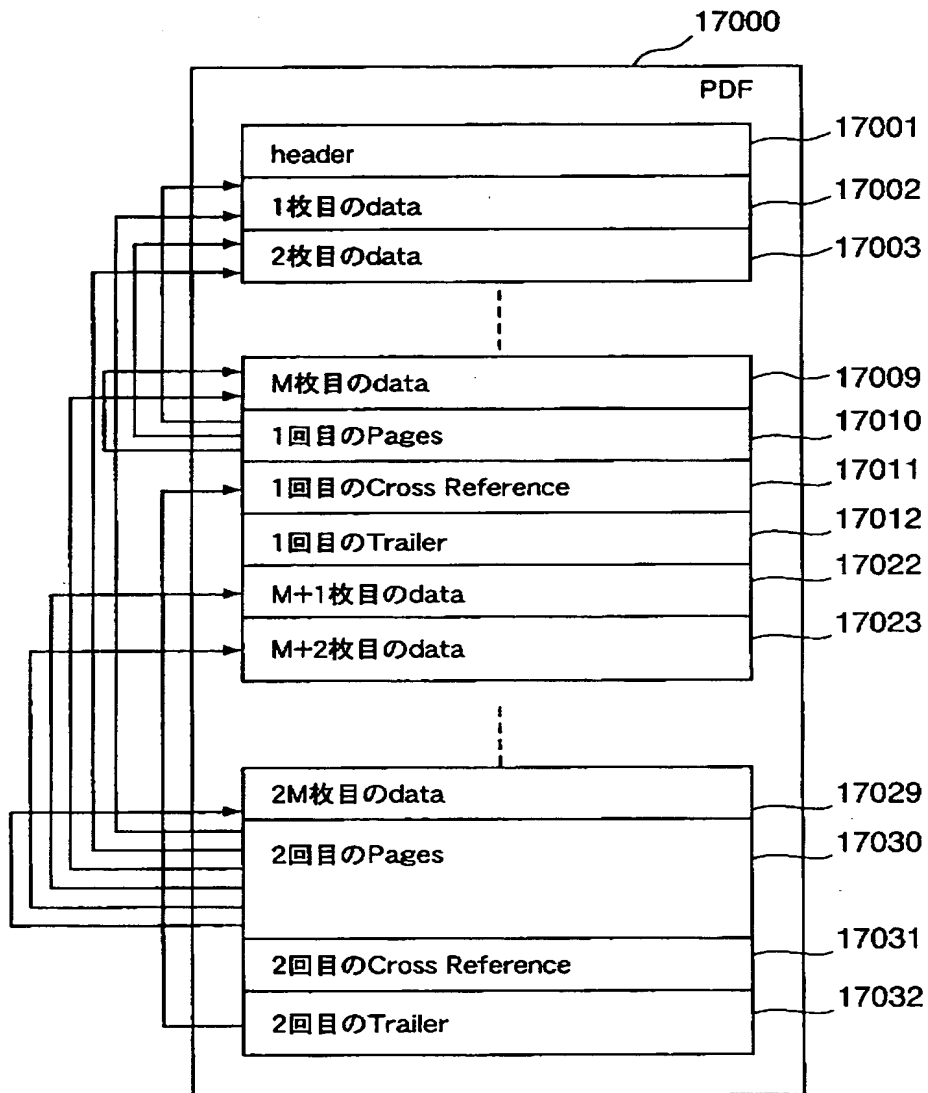 17000
PDF
header
17001
1枚目のdata
17002
2枚目のdata
17003
M枚目のdata
17009
1回目のPages
17010
1回目のCross Reference
17011
1回目のTrailer
17012
M+1枚目のdata
17022
M+2枚目のdata
17023
2M枚目のdata
17029
2回目のPages
17030
2回目のCross Reference
17031
2回目のTrailer
17032